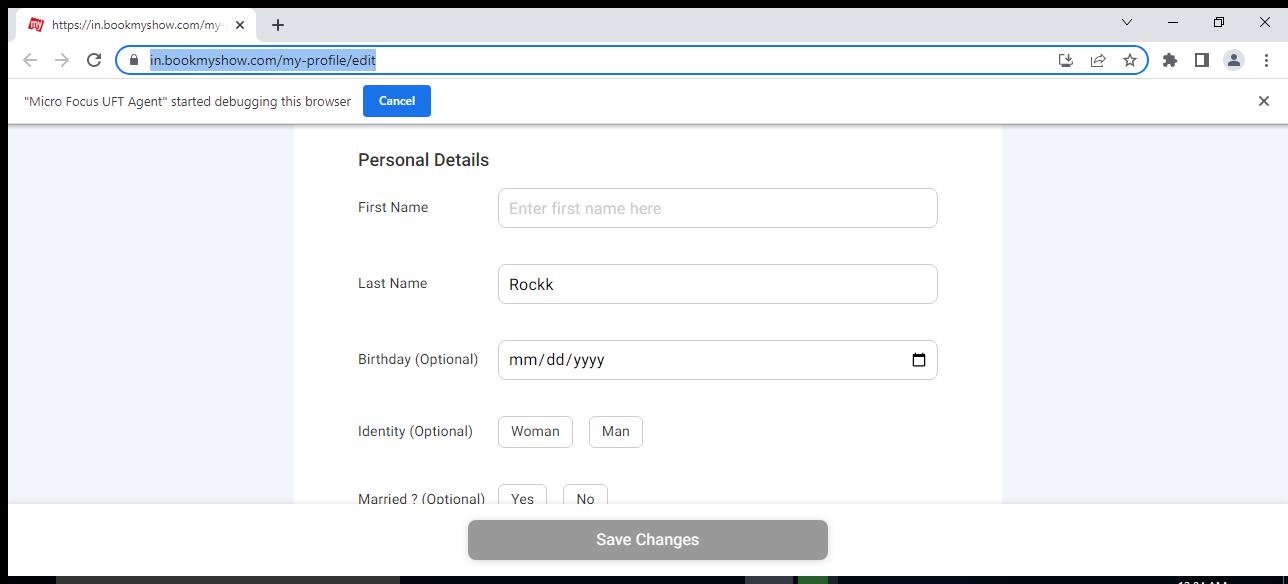 my https://in.bookmyshow.com/my-
in.bookmyshow.com/my-profile/edit
"Micro Focus UFT Agent" started debugging this browser Cancel
Personal Details
First Name Enter first name here
Last Name Rockk
Birthday (Optional) mm/dd/yyyy
Identity (Optional) Woman Man
Married ? (Optional) Yes No
Save Changes